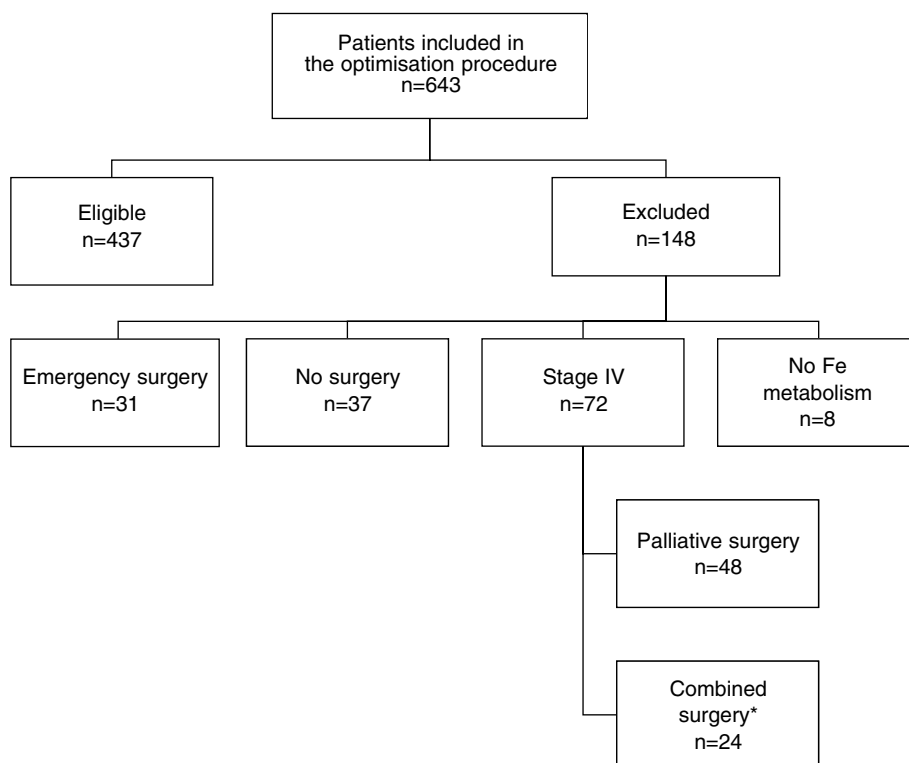 Patients included in
the optimisation procedure
n=643
Eligible
n=437
Excluded
n=148
Emergency surgery
n=31
No surgery
n=37
Stage IV
n=72
No Fe
metabolism
n=8
Palliative surgery
n=48
Combined
surgery*
n=24